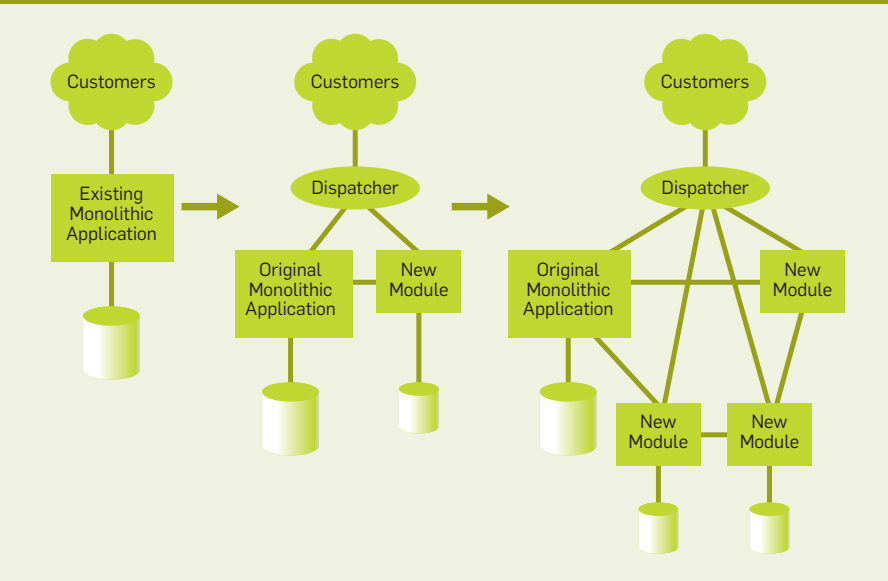 Customers
Existing
Monolithic
Application
Customers
Dispatcher
Original
Monolithic
Application
New
Module
Customers
Dispatcher
Original
Monolithic
Application
New
Module
New
Module
New
Module